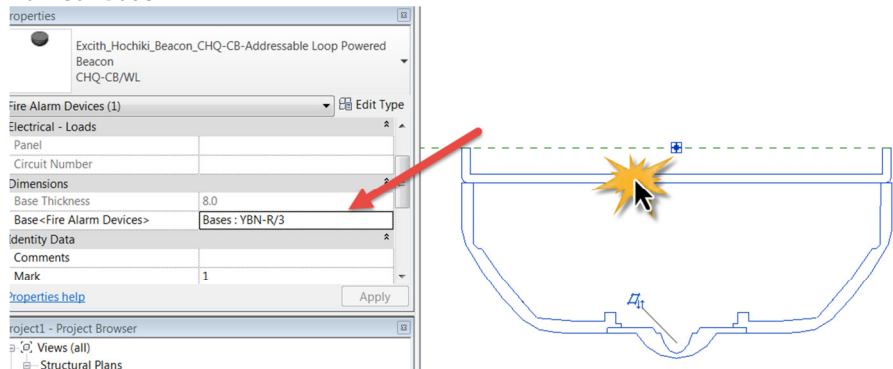 roperties
Excith_Hochiki_Beacon_CHQ-CB-Addressable Loop Powered
Beacon
CHQ-CB/WL
Fire Alarm Devices (1)
Edit Type
Electrical - Loads
Panel
Circuit Number
Dimensions
Base Thickness 8.0
Base<Fire Alarm Devices> Bases : YBN-R/3
Identity Data
Comments
Mark 1
Properties help
Apply
roject1 - Project Browser
Views (all)
Structural Plans